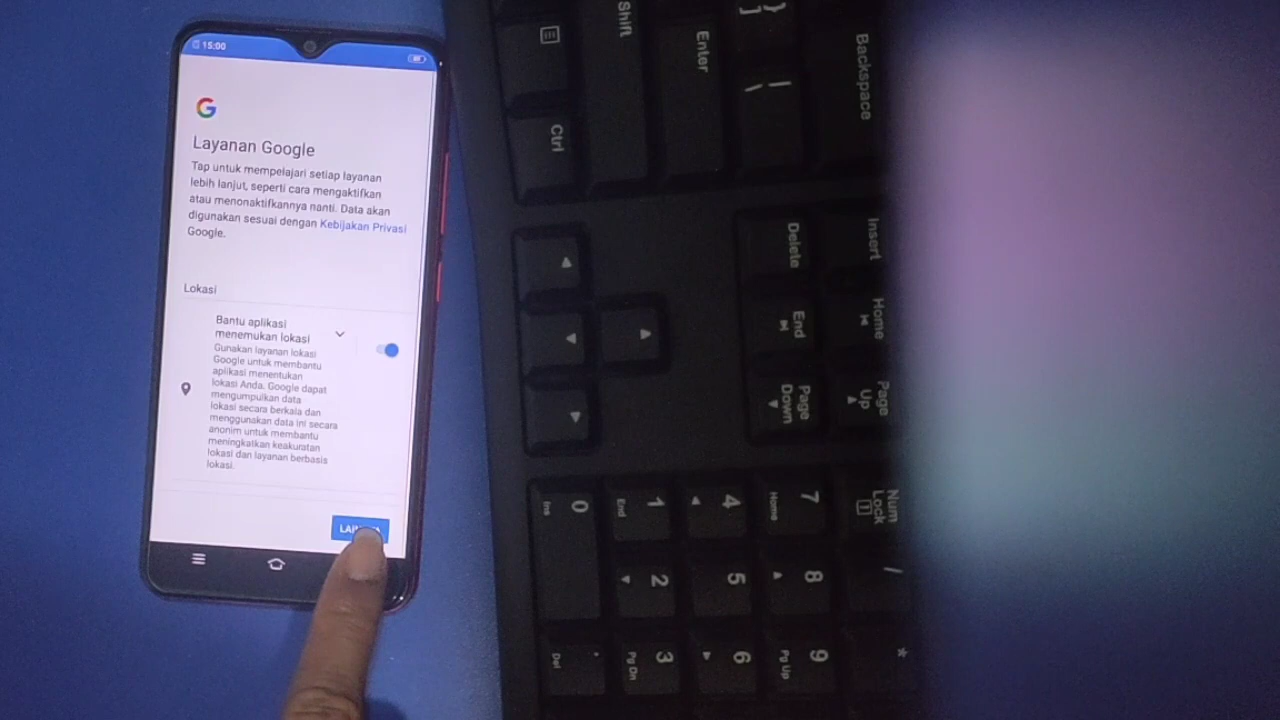 15:00
Layanan Google
Tap untuk mempelajari setiap layanan
lebih lanjut, seperti cara mengaktifkan
atau menonaktifkannya nanti. Data akan
digunakan sesuai dengan Kebijakan Privasi
Google.
Lokasi
Bantu aplikasi
menemukan lokasi
Gunakan layanan lokasi
Google untuk membantu
aplikasi menentukan
lokasi Anda. Google dapat
mengumpulkan data
lokasi secara berkala dan
menggunakan data ini secara
anonim untuk membantu
meningkatkan keakuratan
lokasi dan layanan berbasis
lokasi.
Shift
Enter
} ]
| \
Backspace
Ctrl
Delete
Insert
End
Home
Page Down
Page Up
0 Ins
1 End
4
7 Home
Num Lock
2
5
8
/
. Del
3 Pg Dn
6
9 Pg Up
*